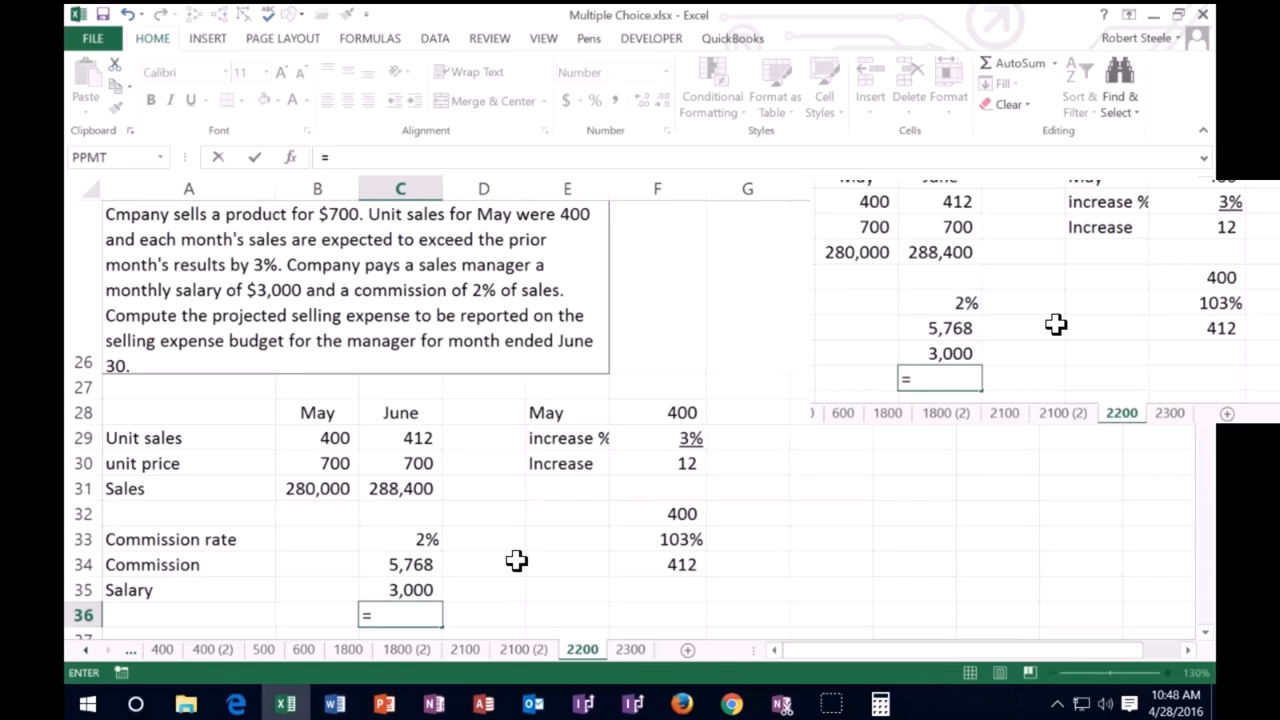 Multiple Choice.xlsx - Excel
FILE HOME INSERT PAGE LAYOUT FORMULAS DATA REVIEW VIEW Pens DEVELOPER QuickBooks Robert Steele
Calibri 11 Wrap Text Number Σ AutoSum
Paste Conditional Format as Cell Insert Delete Format Fill Sort & Find &
B I U A Merge & Center $ % Formatting Table Styles Clear Filter Select
Clipboard Font Alignment Number Styles Cells Editing
PPMT fx =
A B C D E F G
Cmpany sells a product for $700. Unit sales for May were 400
and each month's sales are expected to exceed the prior
month's results by 3%. Company pays a sales manager a
monthly salary of $3,000 and a commission of 2% of sales.
Compute the projected selling expense to be reported on the
selling expense budget for the manager for month ended June
26 30.
27
28 May June May 400
29 Unit sales 400 412 increase % 3%
30 unit price 700 700 Increase 12
31 Sales 280,000 288,400
32 400
33 Commission rate 2% 103%
34 Commission 5,768 412
35 Salary 3,000
36 =
400 412 increase % 3%
700 700 Increase 12
280,000 288,400
400
2% 103%
5,768 412
3,000
=
600 1800 1800 (2) 2100 2100 (2) 2200 2300
... 400 400 (2) 500 600 1800 1800 (2) 2100 2100 (2) 2200 2300
ENTER 130%
10:48 AM
4/28/2016